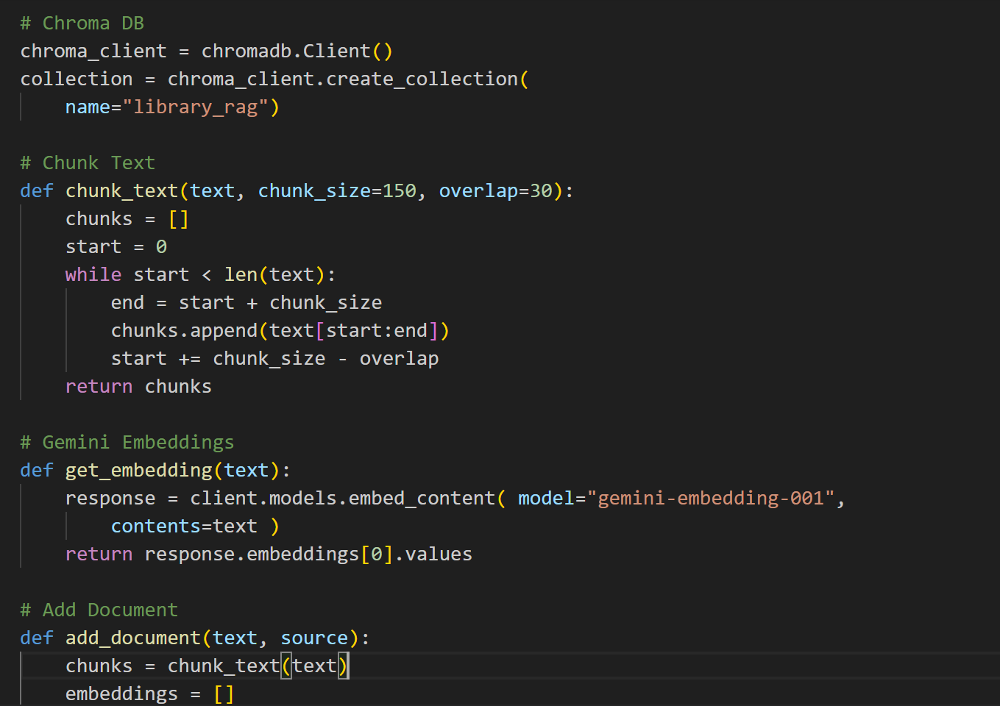 # Chroma DB
chroma_client = chromadb.Client()
collection = chroma_client.create_collection(
    name="library_rag")

# Chunk Text
def chunk_text(text, chunk_size=150, overlap=30):
    chunks = []
    start = 0
    while start < len(text):
        end = start + chunk_size
        chunks.append(text[start:end])
        start += chunk_size - overlap
    return chunks

# Gemini Embeddings
def get_embedding(text):
    response = client.models.embed_content( model="gemini-embedding-001",
        contents=text )
    return response.embeddings[0].values

# Add Document
def add_document(text, source):
    chunks = chunk_text(text)
    embeddings = []